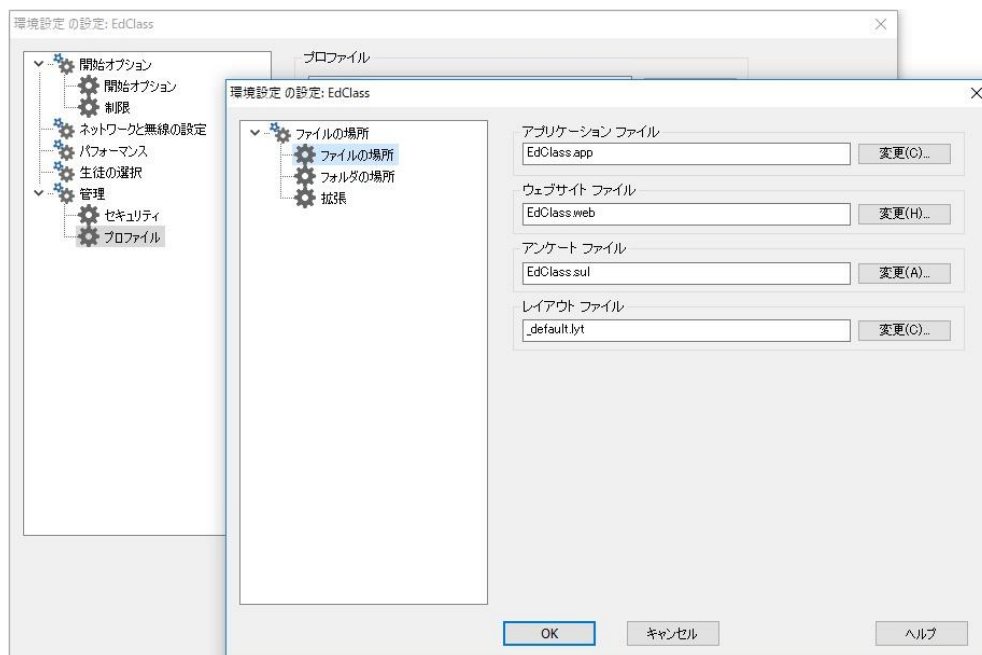 環境設定 の設定: EdClass
開始オプション
開始オプション
制限
ネットワークと無線の設定
パフォーマンス
生徒の選択
管理
セキュリティ
プロファイル
プロファイル
環境設定 の設定: EdClass
ファイルの場所
ファイルの場所
フォルダの場所
拡張
アプリケーション ファイル
EdClass.app
変更(C)...
ウェブサイト ファイル
EdClass.web
変更(H)...
アンケート ファイル
EdClass.sul
変更(A)...
レイアウト ファイル
_default.lyt
変更(C)...
OK
キャンセル
ヘルプ